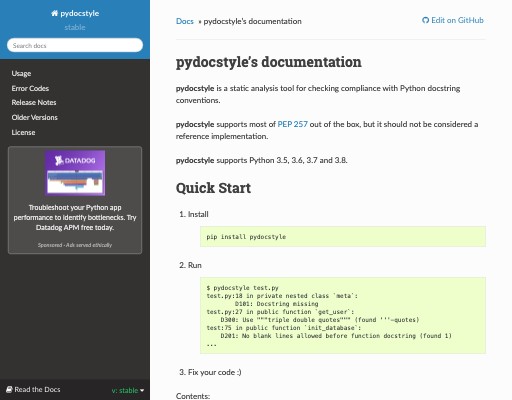 pydocstyle
stable
Search docs
Usage
Error Codes
Release Notes
Older Versions
License
DATADOG
Troubleshoot your Python app
performance to identify bottlenecks. Try
Datadog APM free today.
Sponsored · Ads served ethically
Read the Docs
v: stable
Docs » pydocstyle's documentation
Edit on GitHub
pydocstyle's documentation
pydocstyle is a static analysis tool for checking compliance with Python docstring
conventions.
pydocstyle supports most of PEP 257 out of the box, but it should not be considered a
reference implementation.
pydocstyle supports Python 3.5, 3.6, 3.7 and 3.8.
Quick Start
1. Install
pip install pydocstyle
2. Run
$ pydocstyle test.py
test.py:18 in private nested class `meta`:
D101: Docstring missing
test.py:27 in public function `get_user`:
D300: Use """triple double quotes""" (found '''-quotes)
test:75 in public function `init_database`:
D201: No blank lines allowed before function docstring (found 1)
...
3. Fix your code :)
Contents: